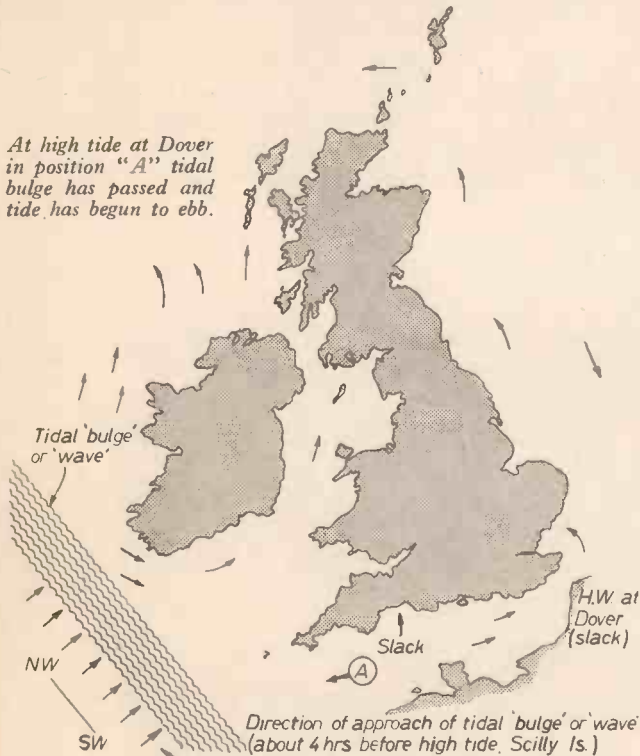 At high tide at Dover
in position "A" tidal
bulge has passed and
tide has begun to ebb.
Tidal 'bulge'
or 'wave'
H.W. at
Dover
(slack)
Slack
A
NW
SW
Direction of approach of tidal 'bulge' or 'wave'
(about 4 hrs before high tide, Scilly Is.)